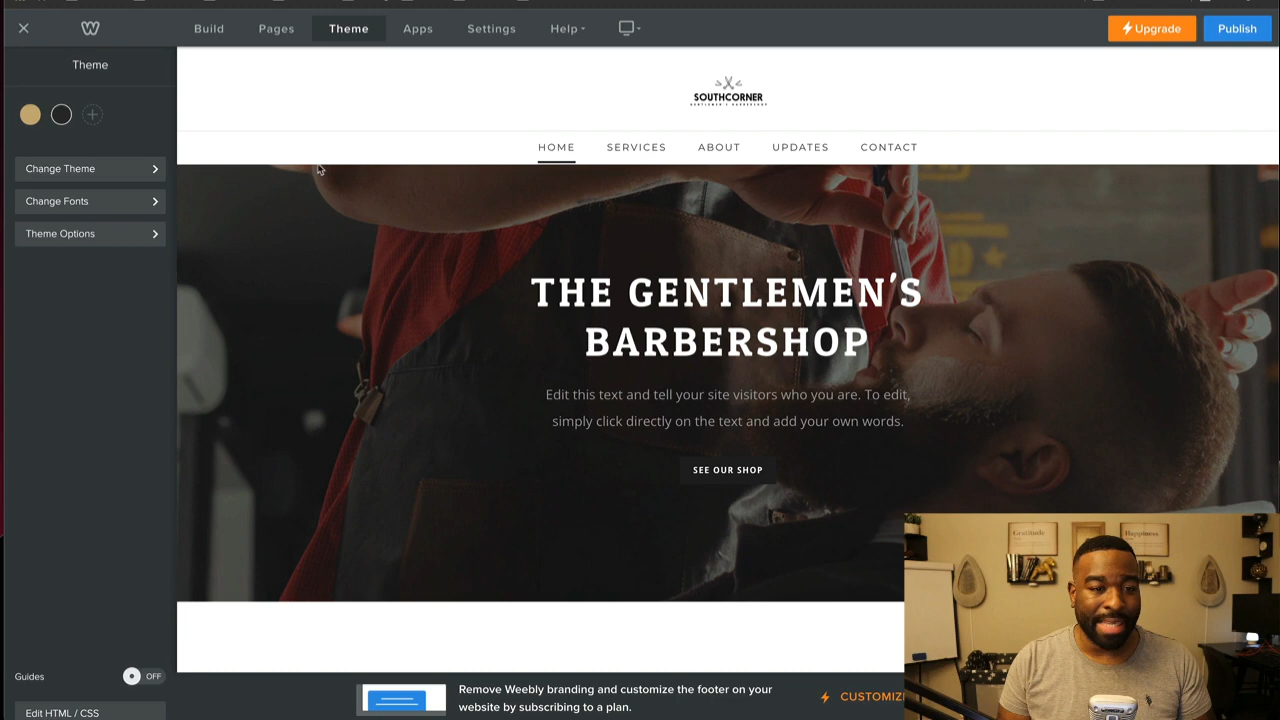 Build Pages Theme Apps Settings Help Upgrade Publish
Theme
Change Theme
Change Fonts
Theme Options
Guides OFF
Edit HTML / CSS
SOUTHCORNER
HOME SERVICES ABOUT UPDATES CONTACT
THE GENTLEMEN'S
BARBERSHOP
Edit this text and tell your site visitors who you are. To edit,
simply click directly on the text and add your own words.
SEE OUR SHOP
Remove Weebly branding and customize the footer on your
website by subscribing to a plan.
Gratitude
Happiness